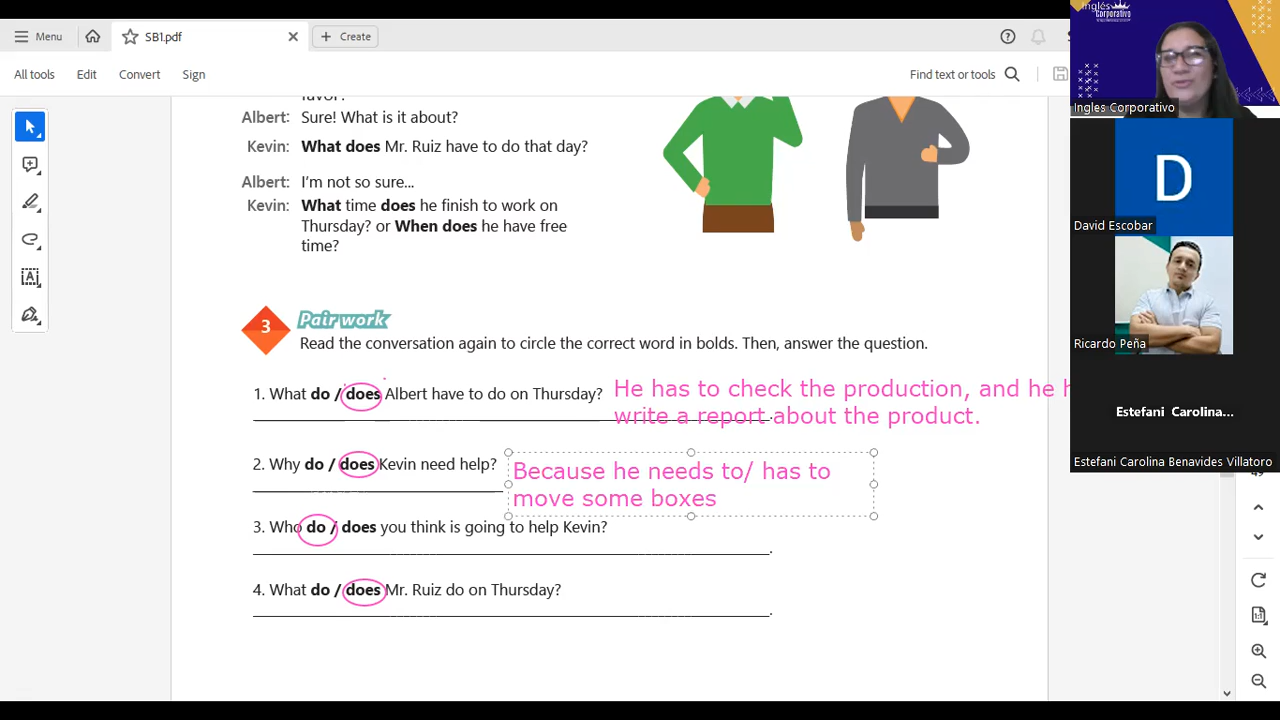 Menu
SB1.pdf
Create
All tools
Edit
Convert
Sign
Find text or tools
Albert: Sure! What is it about?
Kevin: What does Mr. Ruiz have to do that day?
Albert: I'm not so sure...
Kevin: What time does he finish to work on
Thursday? or When does he have free
time?
3
Pair work
Read the conversation again to circle the correct word in bolds. Then, answer the question.
1. What do / does Albert have to do on Thursday?
He has to check the production, and he h
write a report about the product.
2. Why do / does Kevin need help?
Because he needs to/ has to
move some boxes
3. Who do / does you think is going to help Kevin?
4. What do / does Mr. Ruiz do on Thursday?
Inglés
corporativo
Ingles Corporativo
D
David Escobar
Ricardo Peña
Estefani Carolina...
Estefani Carolina Benavides Villatoro
1:1